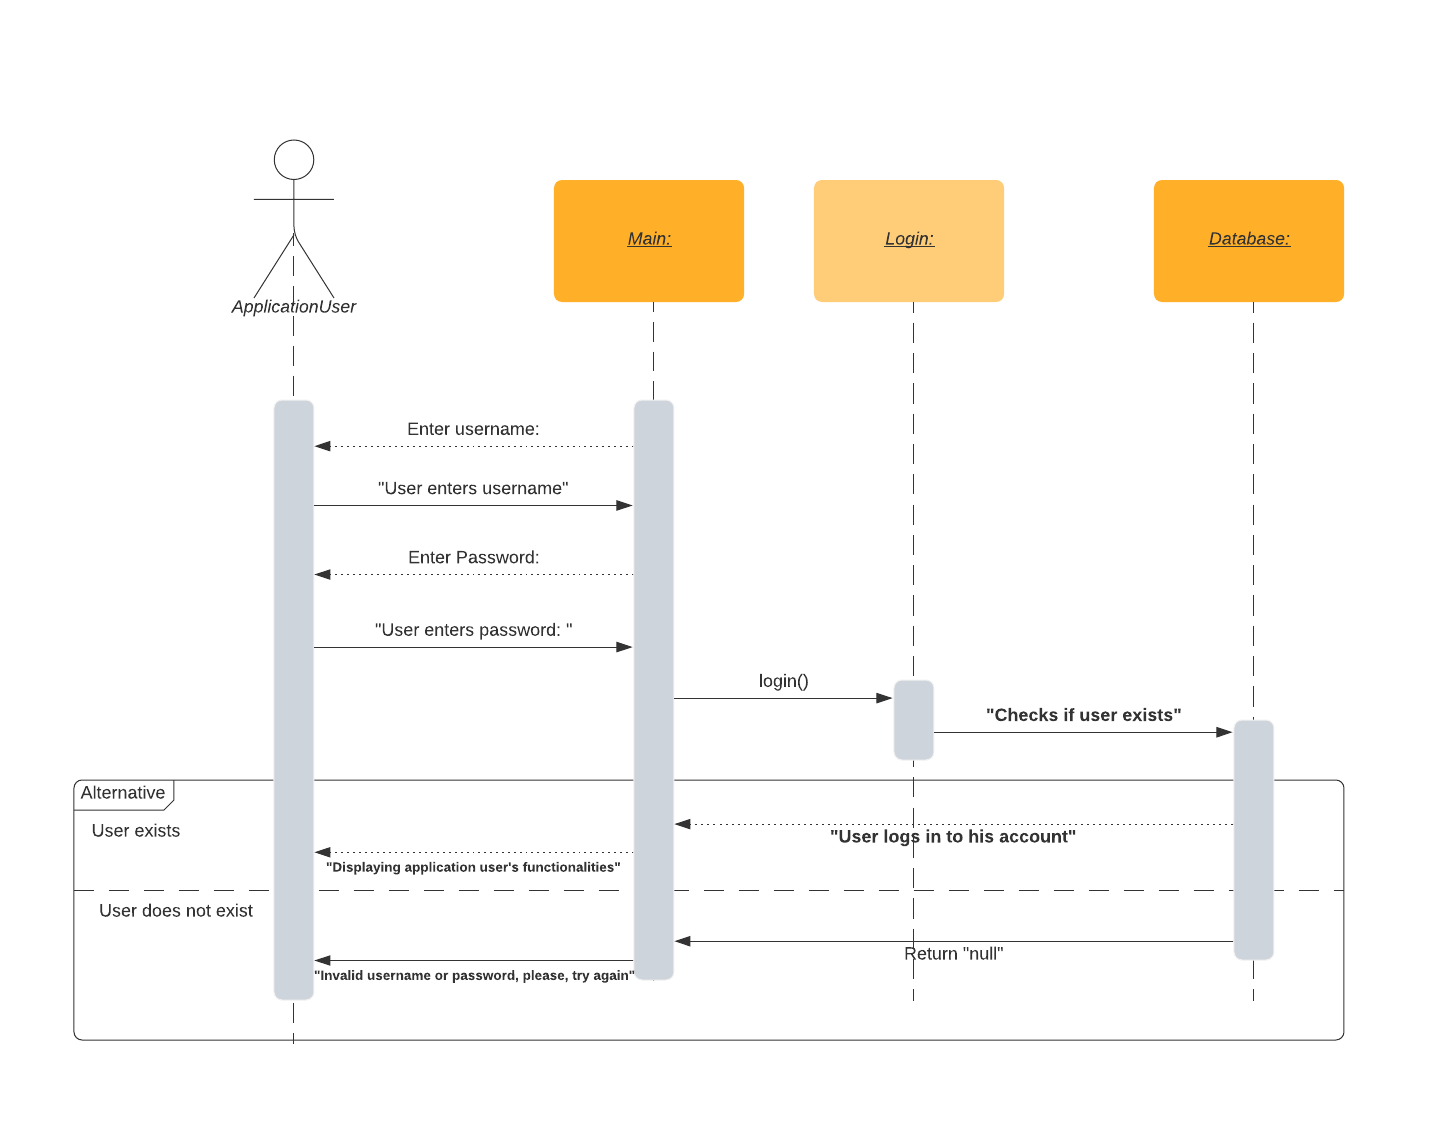 Main:
Login:
Database:
ApplicationUser
Enter username:
"User enters username"
Enter Password:
"User enters password: "
login()
"Checks if user exists"
Alternative
User exists
"User logs in to his account"
"Displaying application user's functionalities"
User does not exist
Return "null"
"Invalid username or password, please, try again"